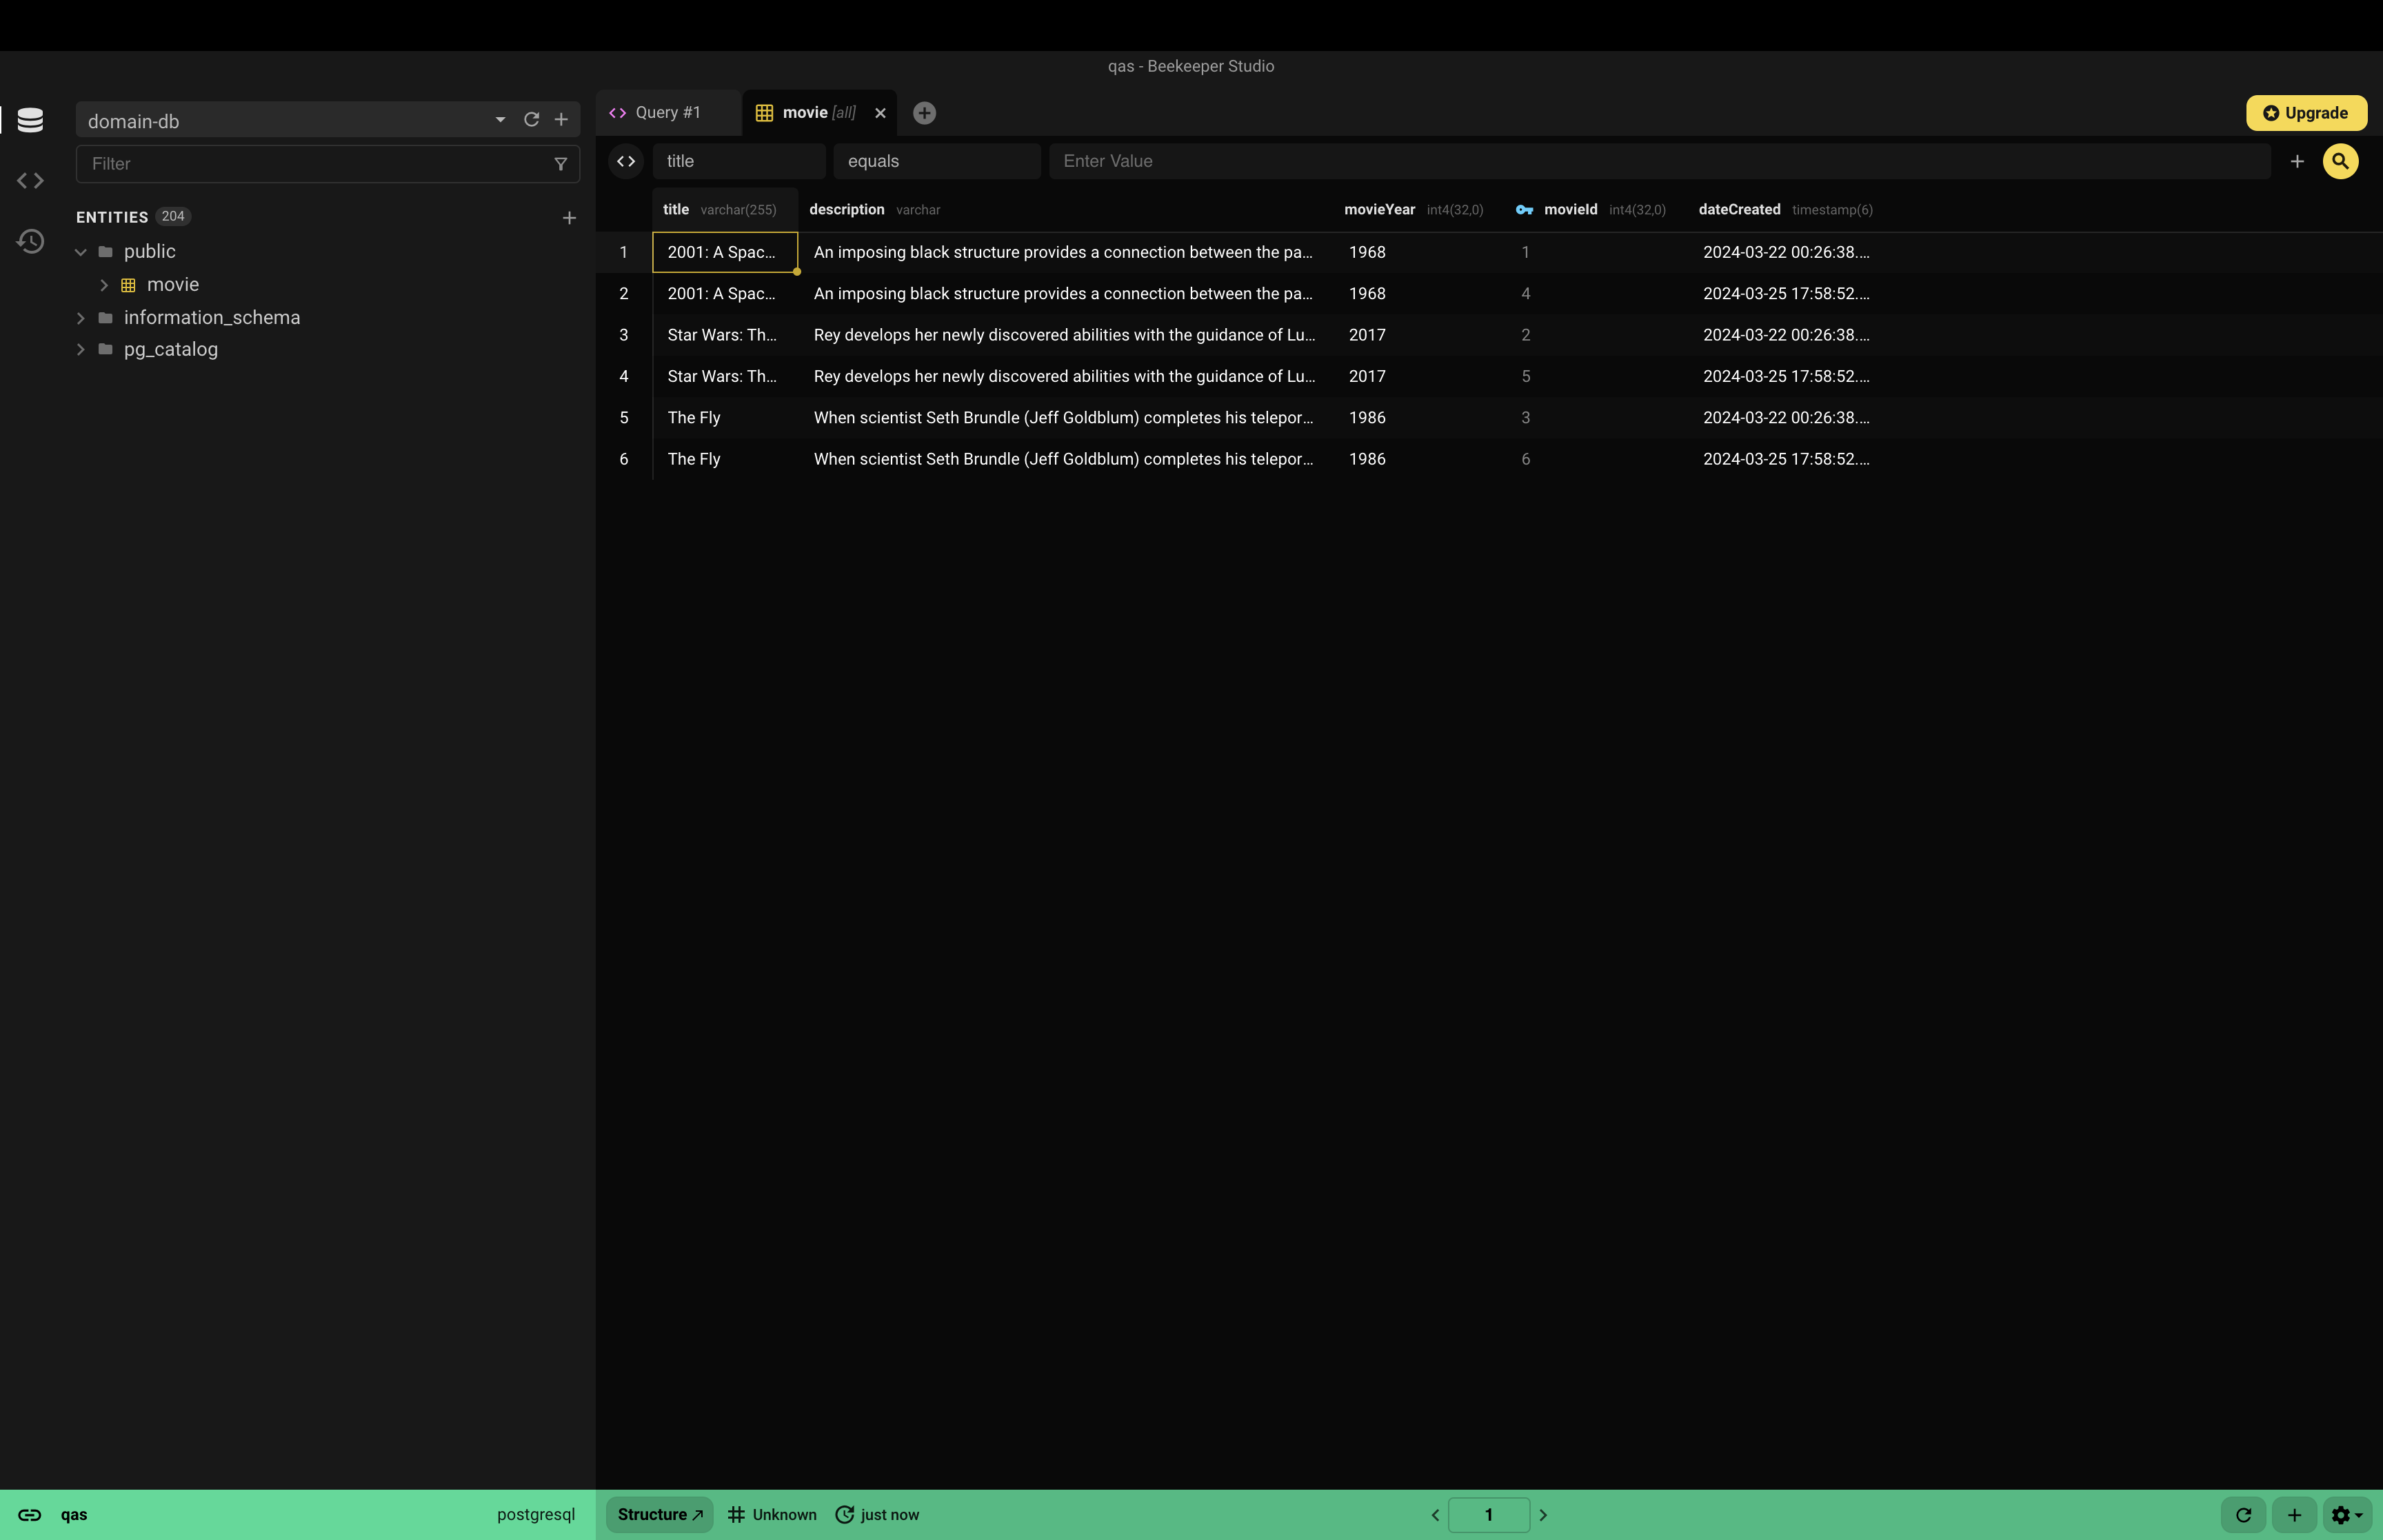 qas - Beekeeper Studio
domain-db
Filter
ENTITIES 204
public
movie
information_schema
pg_catalog
Query #1
movie [all]
Upgrade
title equals Enter Value
title varchar(255) description varchar movieYear int4(32,0) movieId int4(32,0) dateCreated timestamp(6)
1 2001: A Spac... An imposing black structure provides a connection between the pa... 1968 1 2024-03-22 00:26:38....
2 2001: A Spac... An imposing black structure provides a connection between the pa... 1968 4 2024-03-25 17:58:52....
3 Star Wars: Th... Rey develops her newly discovered abilities with the guidance of Lu... 2017 2 2024-03-22 00:26:38....
4 Star Wars: Th... Rey develops her newly discovered abilities with the guidance of Lu... 2017 5 2024-03-25 17:58:52....
5 The Fly When scientist Seth Brundle (Jeff Goldblum) completes his telepor... 1986 3 2024-03-22 00:26:38....
6 The Fly When scientist Seth Brundle (Jeff Goldblum) completes his telepor... 1986 6 2024-03-25 17:58:52....
qas postgresql
Structure Unknown just now 1